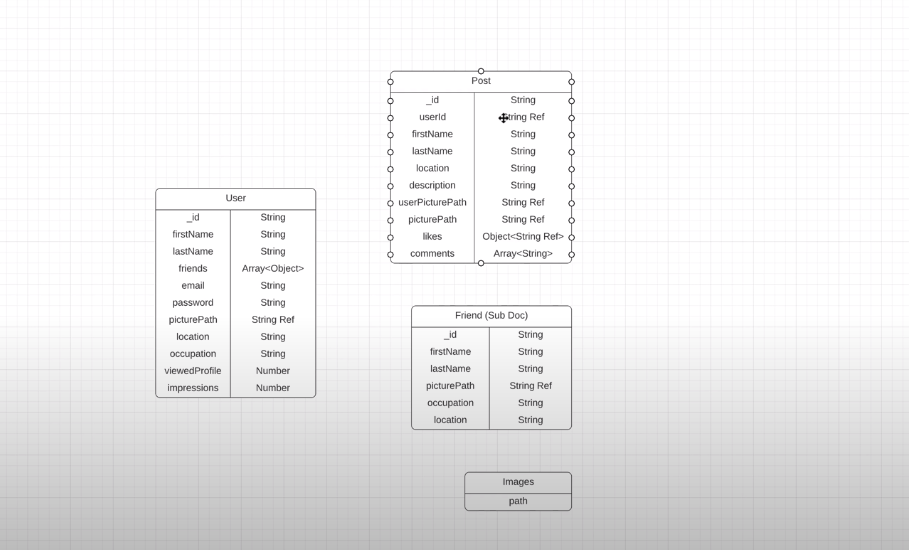 Post
_id String
userId String Ref
firstName String
lastName String
location String
description String
userPicturePath String Ref
picturePath String Ref
likes Object<String Ref>
comments Array<String>
User
_id String
firstName String
lastName String
friends Array<Object>
email String
password String
picturePath String Ref
location String
occupation String
viewedProfile Number
impressions Number
Friend (Sub Doc)
_id String
firstName String
lastName String
picturePath String Ref
occupation String
location String
Images
path